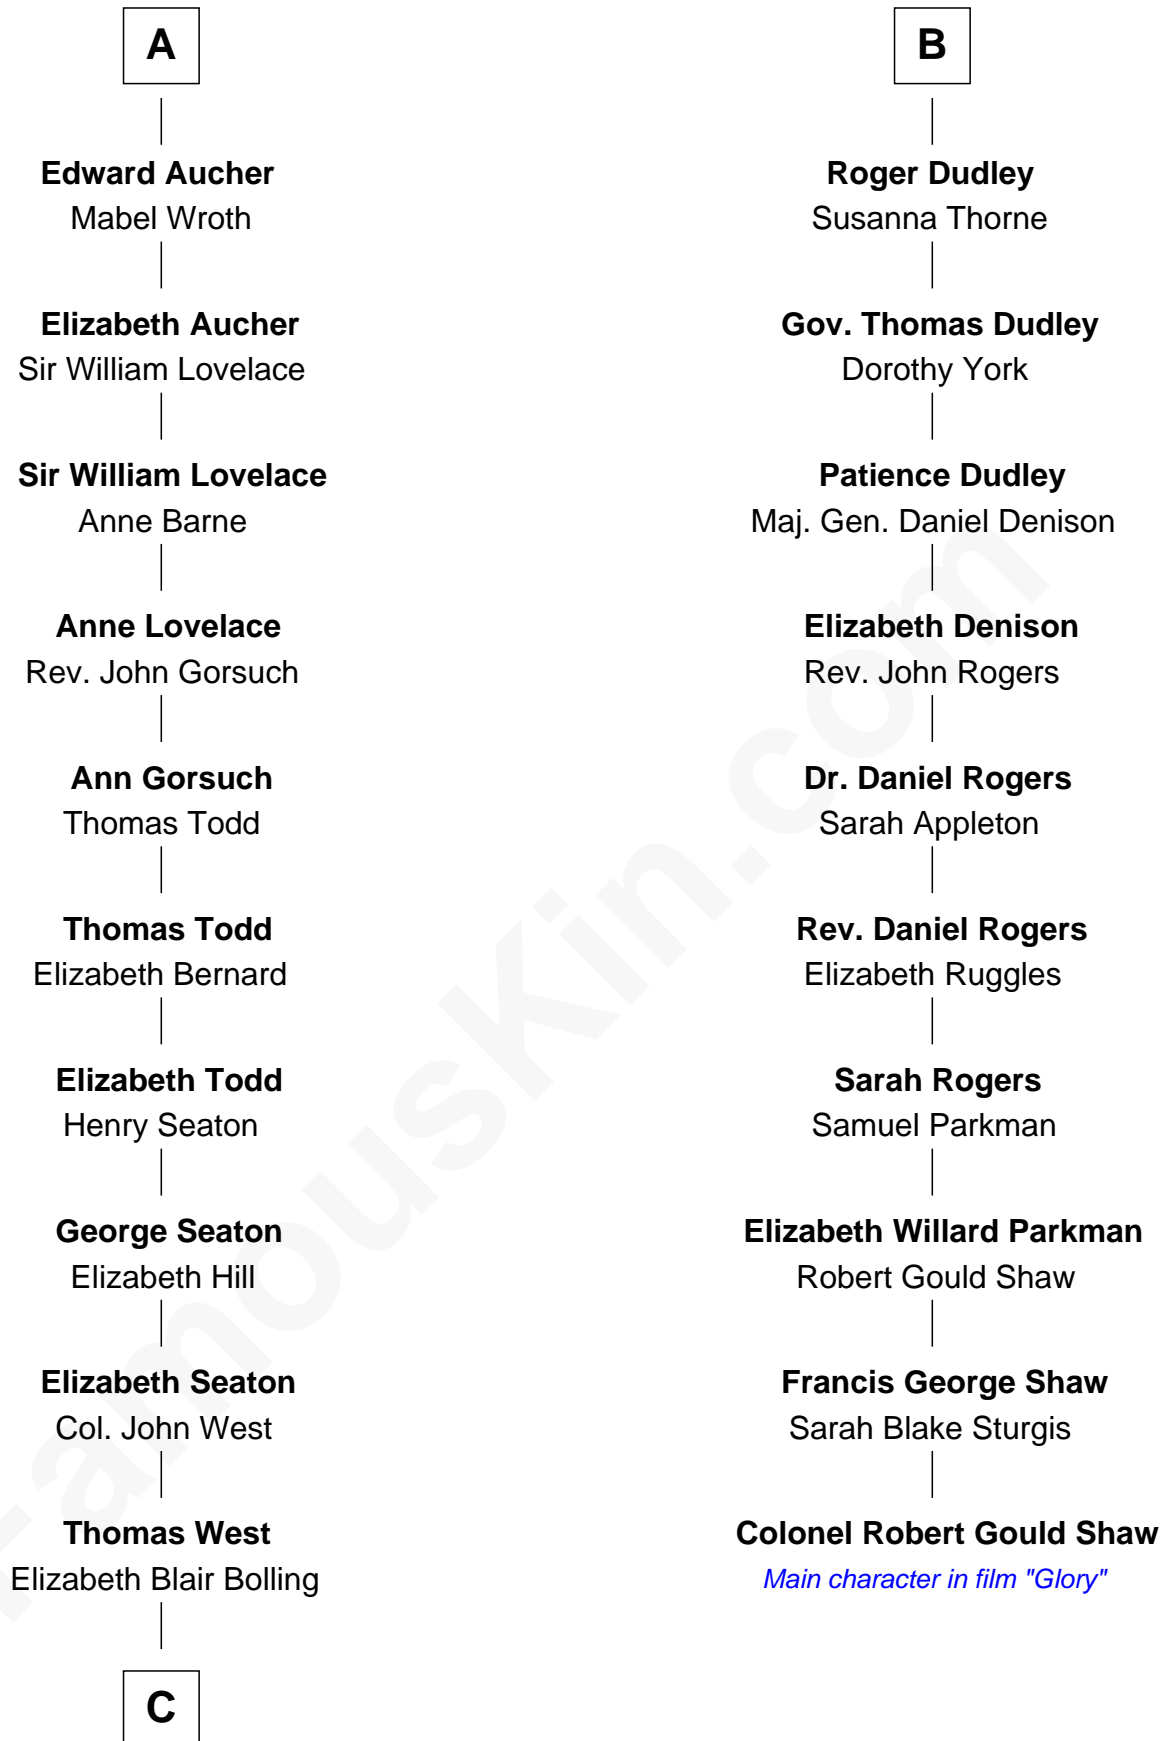 A
Edward Aucher
Mabel Wroth
Elizabeth Aucher
Sir William Lovelace
Sir William Lovelace
Anne Barne
Anne Lovelace
Rev. John Gorsuch
Ann Gorsuch
Thomas Todd
Thomas Todd
Elizabeth Bernard
Elizabeth Todd
Henry Seaton
George Seaton
Elizabeth Hill
Elizabeth Seaton
Col. John West
Thomas West
Elizabeth Blair Bolling
C
B
Roger Dudley
Susanna Thorne
Gov. Thomas Dudley
Dorothy York
Patience Dudley
Maj. Gen. Daniel Denison
Elizabeth Denison
Rev. John Rogers
Dr. Daniel Rogers
Sarah Appleton
Rev. Daniel Rogers
Elizabeth Ruggles
Sarah Rogers
Samuel Parkman
Elizabeth Willard Parkman
Robert Gould Shaw
Francis George Shaw
Sarah Blake Sturgis
Colonel Robert Gould Shaw
Main character in film "Glory"
FamousKin.com